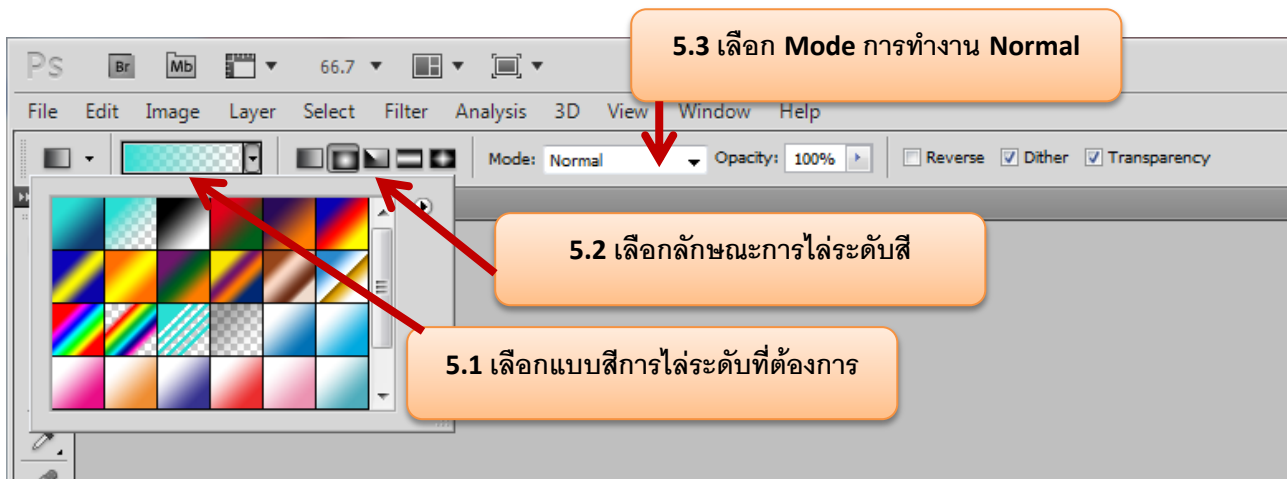 5.3 เลือก Mode การทำงาน Normal
Ps Br Mb 66.7
File Edit Image Layer Select Filter Analysis 3D View Window Help
Mode: Normal Opacity: 100% Reverse Dither Transparency
5.2 เลือกลักษณะการไล่ระดับสี
5.1 เลือกแบบสีการไล่ระดับที่ต้องการ